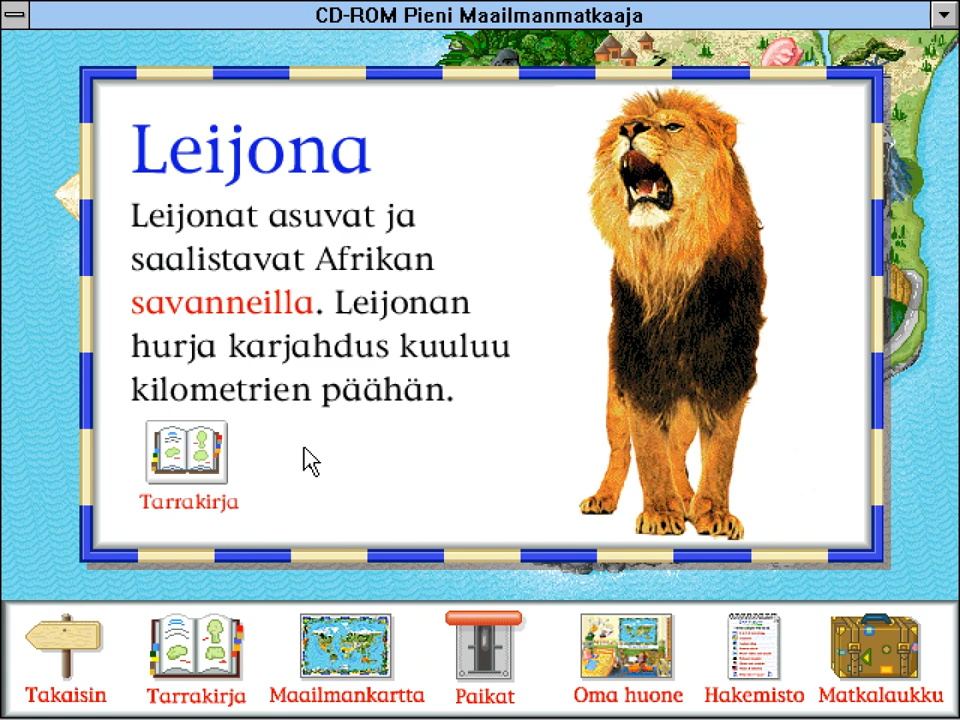 CD-ROM Pieni Maailmanmatkaaja
Leijona
Leijonat asuvat ja
saalistavat Afrikan
savanneilla. Leijonan
hurja karjahdus kuuluu
kilometrien päähän.
Tarrakirja
Takaisin
Tarrakirja
Maailmankartta
Paikat
Oma huone
Hakemisto
Matkalaukku